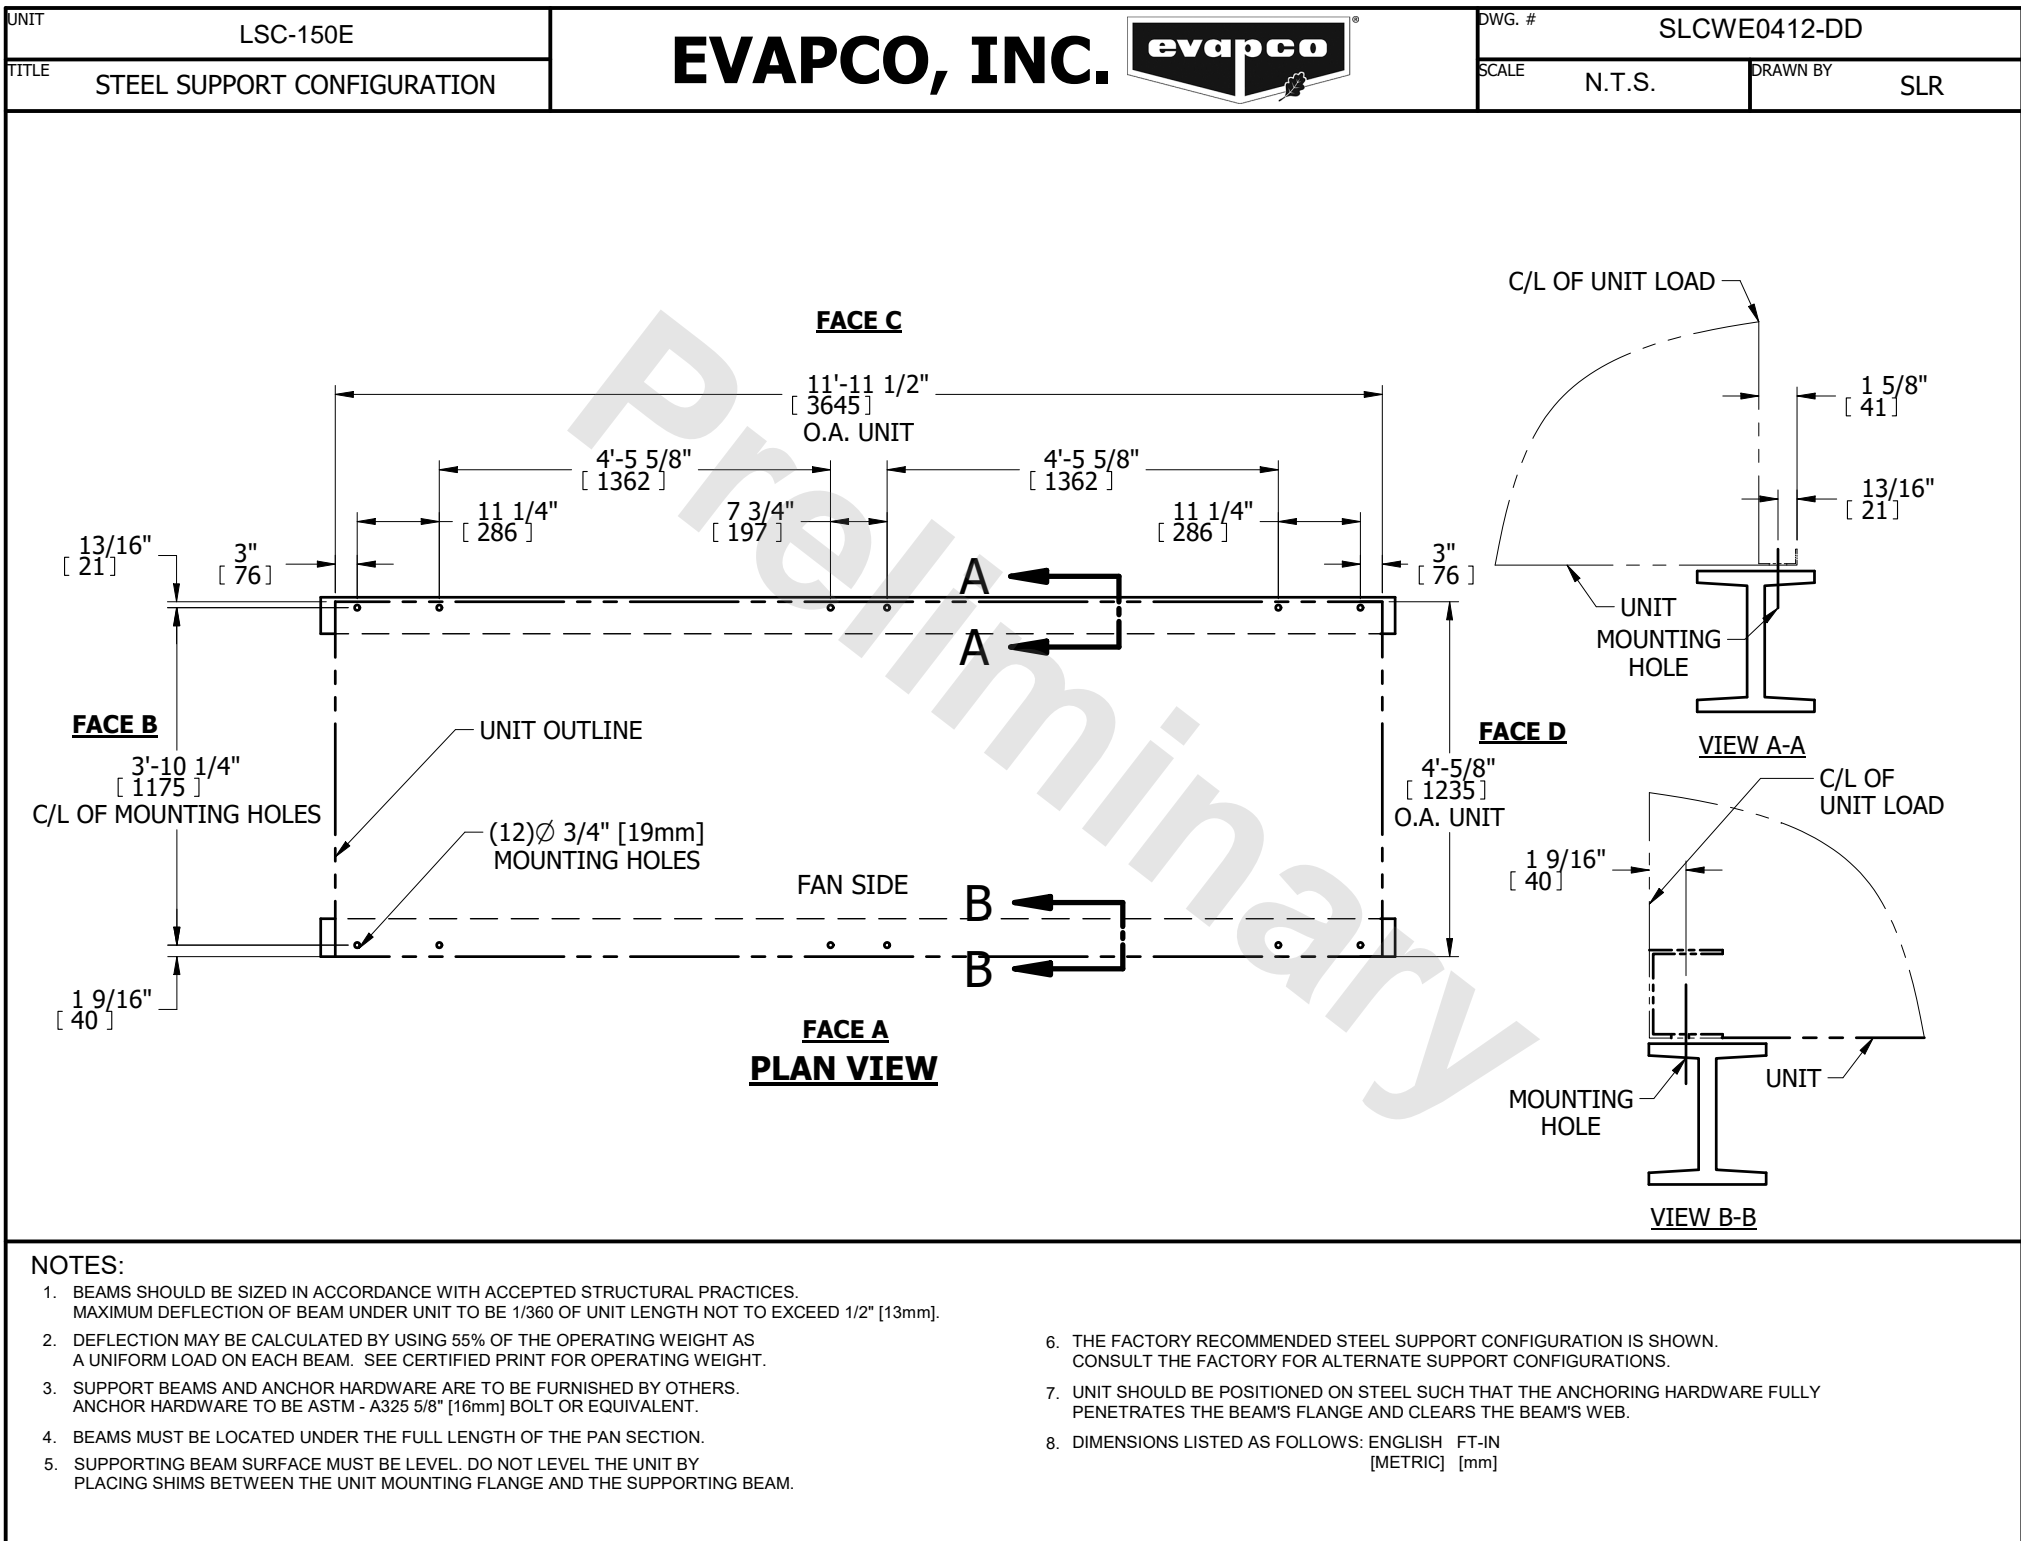 UNIT
LSC-150E
TITLE
STEEL SUPPORT CONFIGURATION
EVAPCO, INC.
evapco
®
DWG. #
SLCWE0412-DD
SCALE
N.T.S.
DRAWN BY
SLR
Preliminary
FACE C
11'-11 1/2"
[ 3645 ]
O.A. UNIT
4'-5 5/8"
[ 1362 ]
4'-5 5/8"
[ 1362 ]
11 1/4"
[ 286 ]
7 3/4"
[ 197 ]
11 1/4"
[ 286 ]
13/16"
[ 21 ]
3"
[ 76 ]
3"
[ 76 ]
A
A
FACE B
3'-10 1/4"
[ 1175 ]
C/L OF MOUNTING HOLES
UNIT OUTLINE
(12)Ø 3/4" [19mm]
MOUNTING HOLES
FAN SIDE
B
B
FACE D
4'-5/8"
[ 1235 ]
O.A. UNIT
1 9/16"
[ 40 ]
FACE A
PLAN VIEW
C/L OF UNIT LOAD
1 5/8"
[ 41 ]
13/16"
[ 21 ]
UNIT
MOUNTING
HOLE
VIEW A-A
C/L OF
UNIT LOAD
1 9/16"
[ 40 ]
UNIT
MOUNTING
HOLE
VIEW B-B
NOTES:
1. BEAMS SHOULD BE SIZED IN ACCORDANCE WITH ACCEPTED STRUCTURAL PRACTICES.
MAXIMUM DEFLECTION OF BEAM UNDER UNIT TO BE 1/360 OF UNIT LENGTH NOT TO EXCEED 1/2" [13mm].
2. DEFLECTION MAY BE CALCULATED BY USING 55% OF THE OPERATING WEIGHT AS
A UNIFORM LOAD ON EACH BEAM. SEE CERTIFIED PRINT FOR OPERATING WEIGHT.
3. SUPPORT BEAMS AND ANCHOR HARDWARE ARE TO BE FURNISHED BY OTHERS.
ANCHOR HARDWARE TO BE ASTM - A325 5/8" [16mm] BOLT OR EQUIVALENT.
4. BEAMS MUST BE LOCATED UNDER THE FULL LENGTH OF THE PAN SECTION.
5. SUPPORTING BEAM SURFACE MUST BE LEVEL. DO NOT LEVEL THE UNIT BY
PLACING SHIMS BETWEEN THE UNIT MOUNTING FLANGE AND THE SUPPORTING BEAM.
6. THE FACTORY RECOMMENDED STEEL SUPPORT CONFIGURATION IS SHOWN.
CONSULT THE FACTORY FOR ALTERNATE SUPPORT CONFIGURATIONS.
7. UNIT SHOULD BE POSITIONED ON STEEL SUCH THAT THE ANCHORING HARDWARE FULLY
PENETRATES THE BEAM'S FLANGE AND CLEARS THE BEAM'S WEB.
8. DIMENSIONS LISTED AS FOLLOWS: ENGLISH FT-IN
[METRIC] [mm]